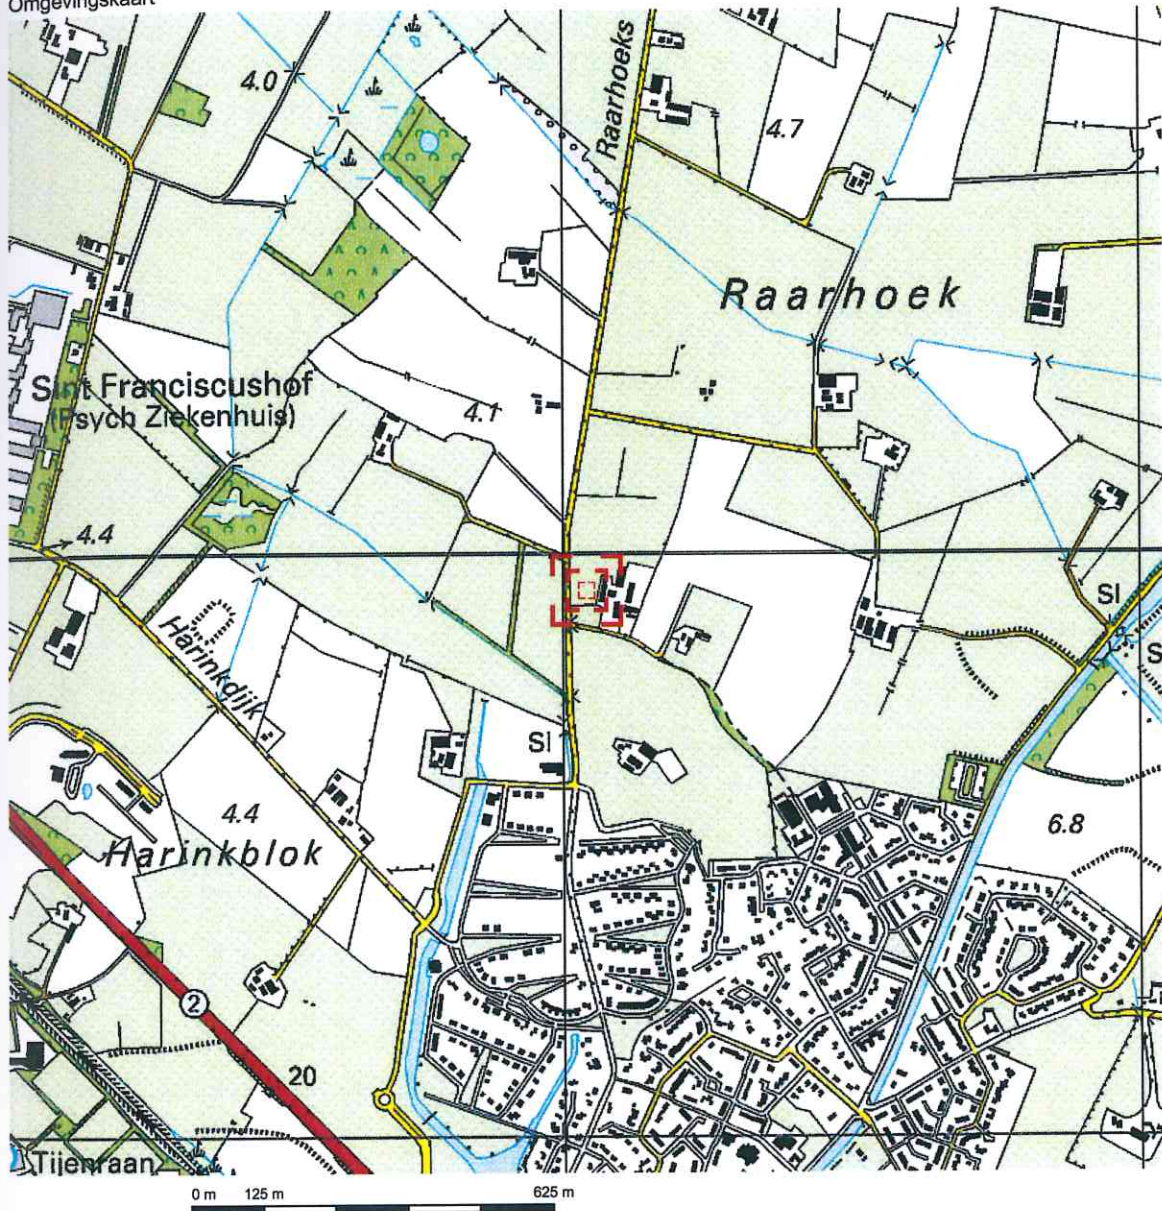 Omgevingskaart
4.0
Raarhoeks
4.7
Raarhoek
Sint Franciscushof
(Psych Ziekenhuis)
4.1
4.4
Sl
S
Harinkdijk
Sl
4.4
Harinkblok
6.8
2
20
Tijenraan
0 m 125 m 625 m